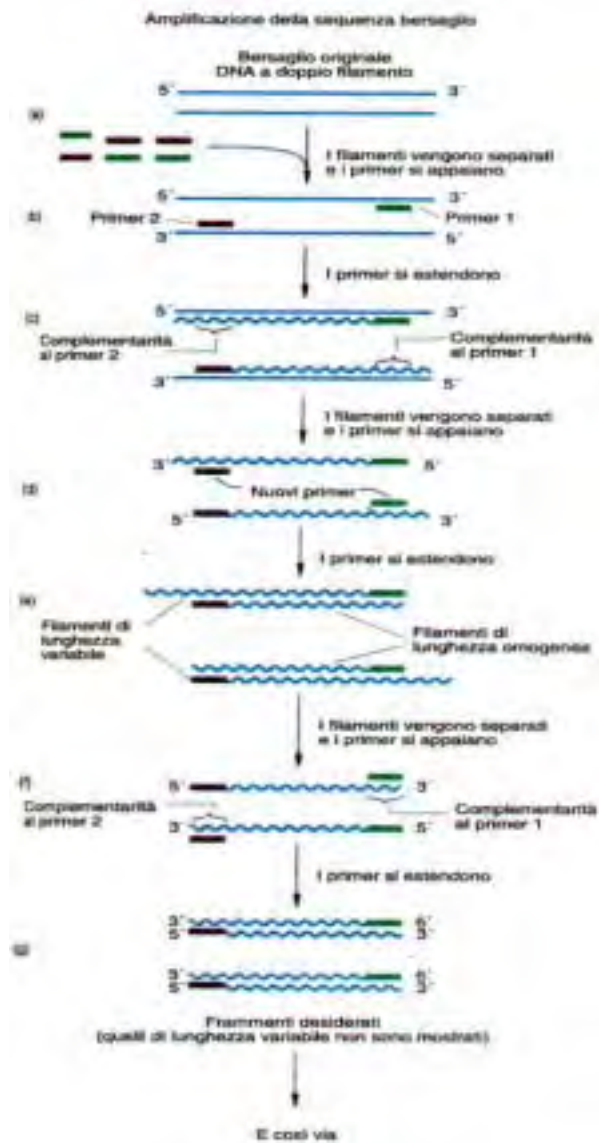 Amplificazione della sequenza bersaglio
Bersaglio originale
DNA a doppio filamento
5´ 3´
(a)
I filamenti vengono separati
e i primer si appaiano
5´ 3´
(b)
Primer 2 Primer 1
3´ 5´
I primer si estendono
5´ 3´
(c)
Complementarità
al primer 2
Complementarità
al primer 1
3´ 5´
I filamenti vengono separati
e i primer si appaiano
3´ 5´
(d)
Nuovi primer
5´ 3´
I primer si estendono
(e)
Filamenti di
lunghezza
variabile
Filamenti di
lunghezza omogenea
I filamenti vengono separati
e i primer si appaiano
(f)
5´ 3´
Complementarità
al primer 2
3´ 5´
Complementarità
al primer 1
I primer si estendono
3´ 5´
5´ 3´
(g)
3´ 5´
5´ 3´
Frammenti desiderati
(quelli di lunghezza variabile non sono mostrati)
E così via